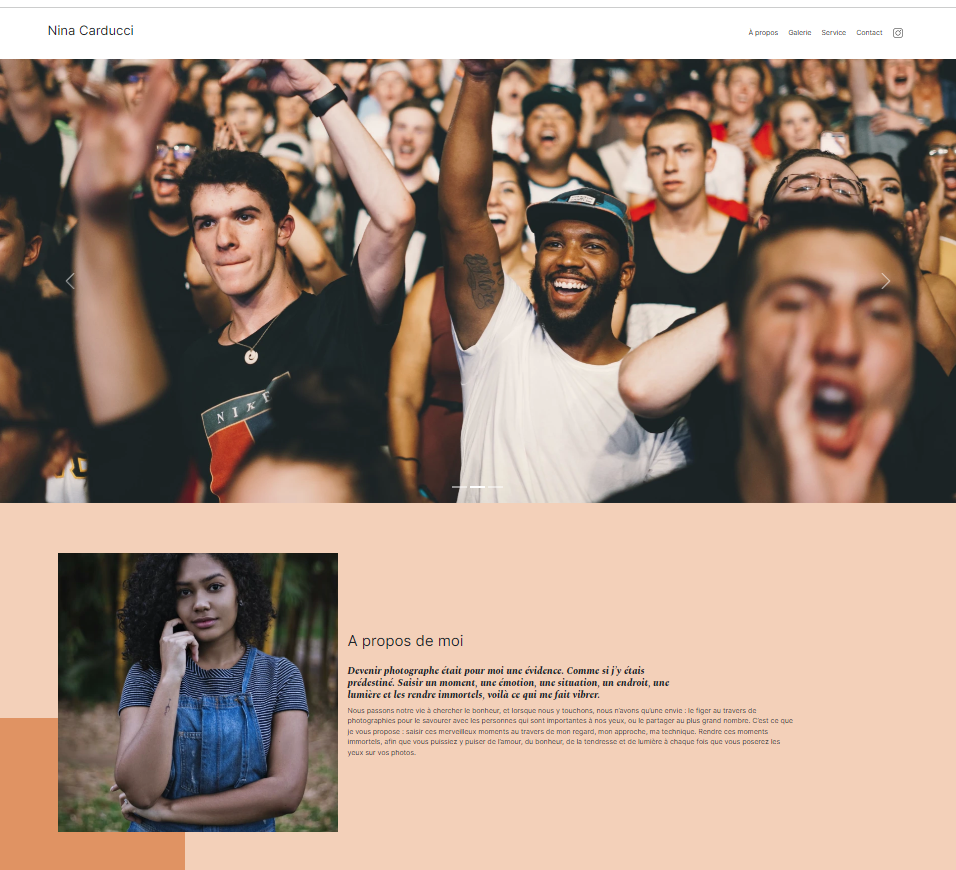 Nina Carducci
À propos Galerie Service Contact
NIKE
A propos de moi
Devenir photographe était pour moi une évidence. Comme si j'y étais
prédestiné. Saisir un moment, une émotion, une situation, un endroit, une
lumière et les rendre immortels, voilà ce qui me fait vibrer.
Nous passons notre vie à chercher le bonheur, et lorsque nous y touchons, nous n'avons qu'une envie : le figer au travers de
photographies pour le savourer avec les personnes qui sont importantes à nos yeux, ou le partager au plus grand nombre. C'est ce que
je vous propose : saisir ces merveilleux moments au travers de mon regard, mon approche, ma technique. Rendre ces moments
immortels, afin que vous puissiez y puiser de l'amour, du bonheur, de la tendresse et de lumière à chaque fois que vous poserez les
yeux sur vos photos.